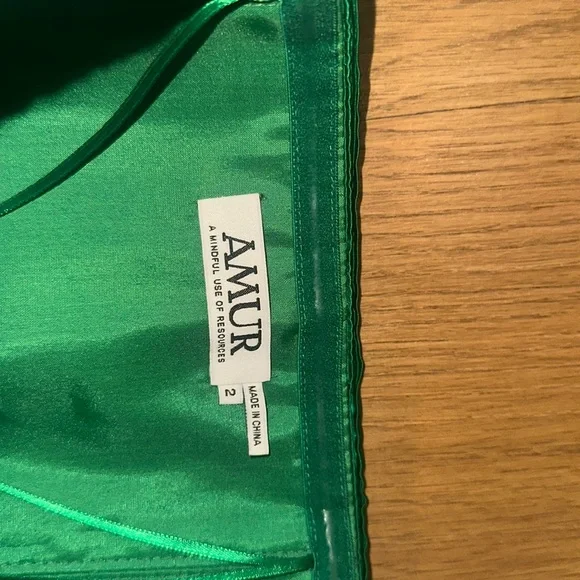 AMUR
A MINDFUL USE OF RESOURCES
2
MADE IN CHINA